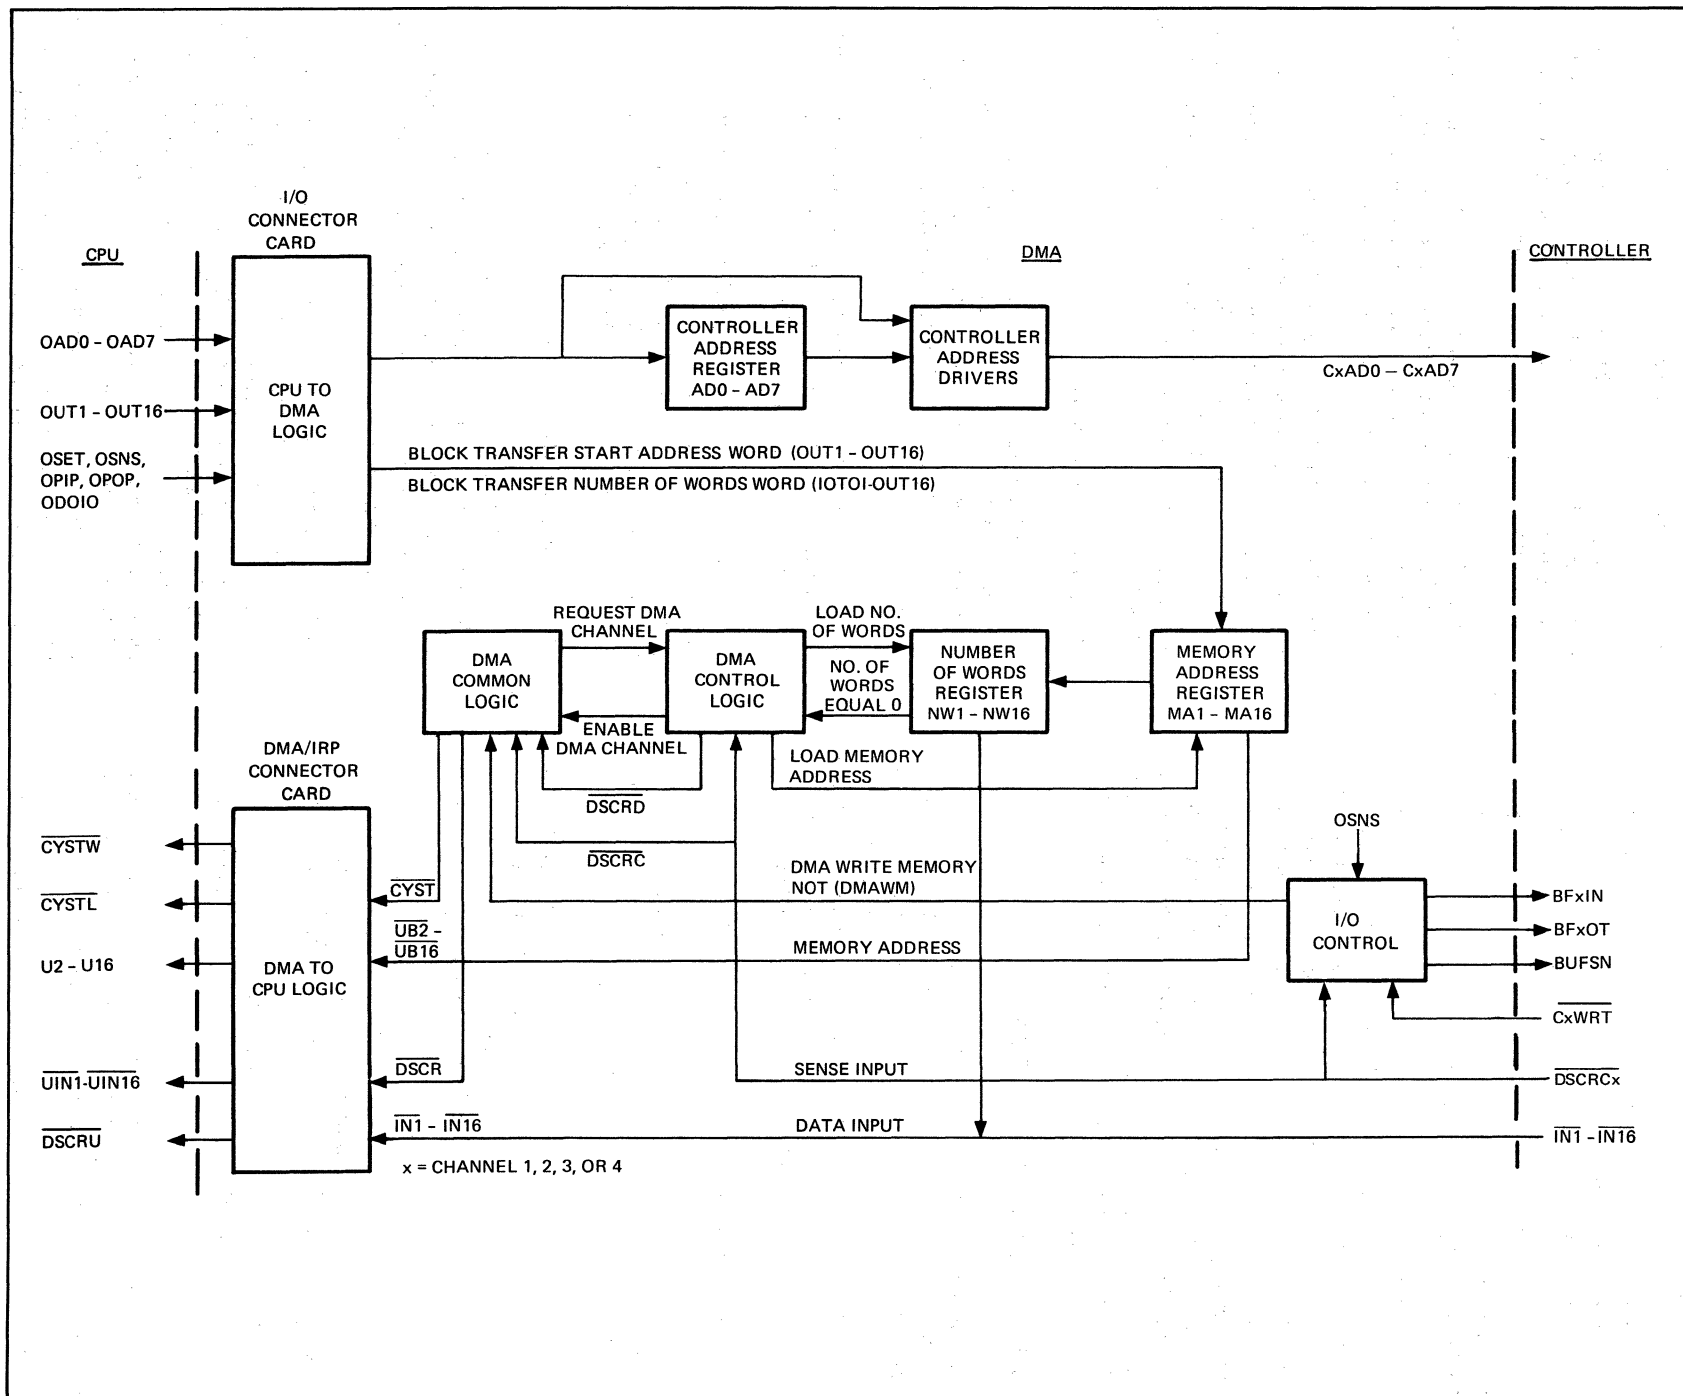 I/O
CONNECTOR
CARD
CPU
DMA
CONTROLLER
OAD0 – OAD7
OUT1 – OUT16
OSET, OSNS,
OPIP, OPOP,
ODOIO
CPU TO
DMA
LOGIC
CONTROLLER
ADDRESS
REGISTER
AD0 – AD7
CONTROLLER
ADDRESS
DRIVERS
CxAD0 – CxAD7
BLOCK TRANSFER START ADDRESS WORD (OUT1 – OUT16)
BLOCK TRANSFER NUMBER OF WORDS WORD (IOTOI-OUT16)
REQUEST DMA
CHANNEL
LOAD NO.
OF WORDS
DMA
COMMON
LOGIC
DMA
CONTROL
LOGIC
NO. OF
WORDS
EQUAL 0
NUMBER
OF WORDS
REGISTER
NW1 – NW16
MEMORY
ADDRESS
REGISTER
MA1 – MA16
ENABLE
DMA CHANNEL
LOAD MEMORY
ADDRESS
DSCRD
DSCRC
DMA/IRP
CONNECTOR
CARD
CYSTW
CYSTL
U2 – U16
UIN1-UIN16
DSCRU
DMA TO
CPU LOGIC
CYST
UB2 –
UB16
DSCR
IN1 – IN16
DMA WRITE MEMORY
NOT (DMAWM)
MEMORY ADDRESS
SENSE INPUT
DATA INPUT
OSNS
I/O
CONTROL
BFxIN
BFxOT
BUFSN
CxWRT
DSCRCx
IN1 – IN16
x = CHANNEL 1, 2, 3, OR 4